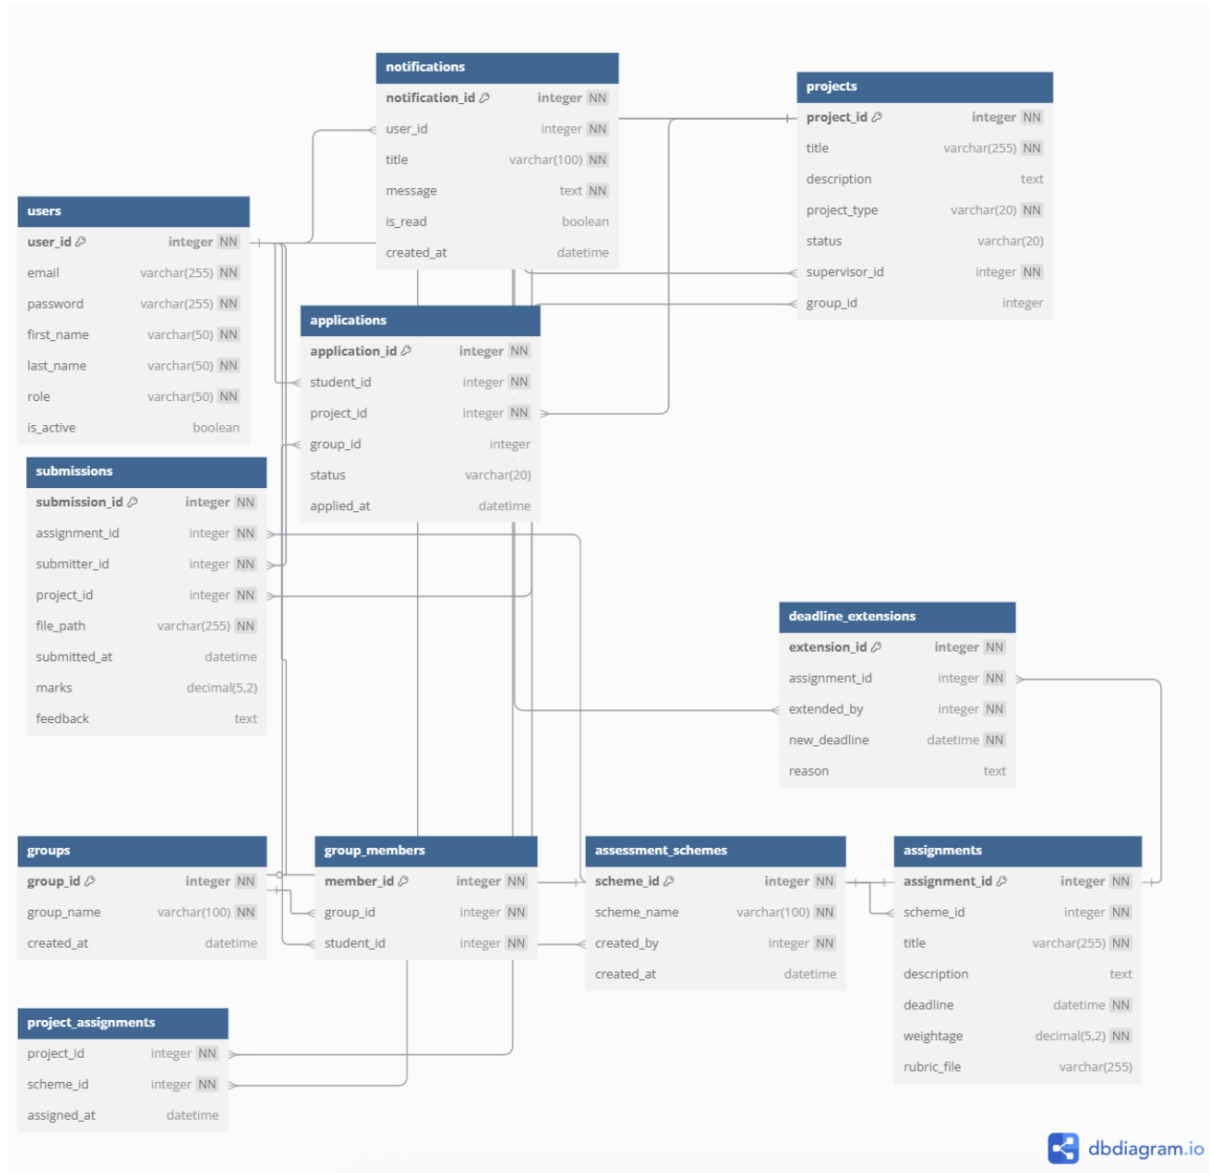 notifications
notification_id integer NN
user_id integer NN
title varchar(100) NN
message text NN
is_read boolean
created_at datetime
projects
project_id integer NN
title varchar(255) NN
description text
project_type varchar(20) NN
status varchar(20)
supervisor_id integer NN
group_id integer
users
user_id integer NN
email varchar(255) NN
password varchar(255) NN
first_name varchar(50) NN
last_name varchar(50) NN
role varchar(50) NN
is_active boolean
applications
application_id integer NN
student_id integer NN
project_id integer NN
group_id integer
status varchar(20)
applied_at datetime
submissions
submission_id integer NN
assignment_id integer NN
submitter_id integer NN
project_id integer NN
file_path varchar(255) NN
submitted_at datetime
marks decimal(5,2)
feedback text
deadline_extensions
extension_id integer NN
assignment_id integer NN
extended_by integer NN
new_deadline datetime NN
reason text
groups
group_id integer NN
group_name varchar(100) NN
created_at datetime
group_members
member_id integer NN
group_id integer NN
student_id integer NN
assessment_schemes
scheme_id integer NN
scheme_name varchar(100) NN
created_by integer NN
created_at datetime
assignments
assignment_id integer NN
scheme_id integer NN
title varchar(255) NN
description text
deadline datetime NN
weightage decimal(5,2) NN
rubric_file varchar(255)
project_assignments
project_id integer NN
scheme_id integer NN
assigned_at datetime
dbdiagram.io